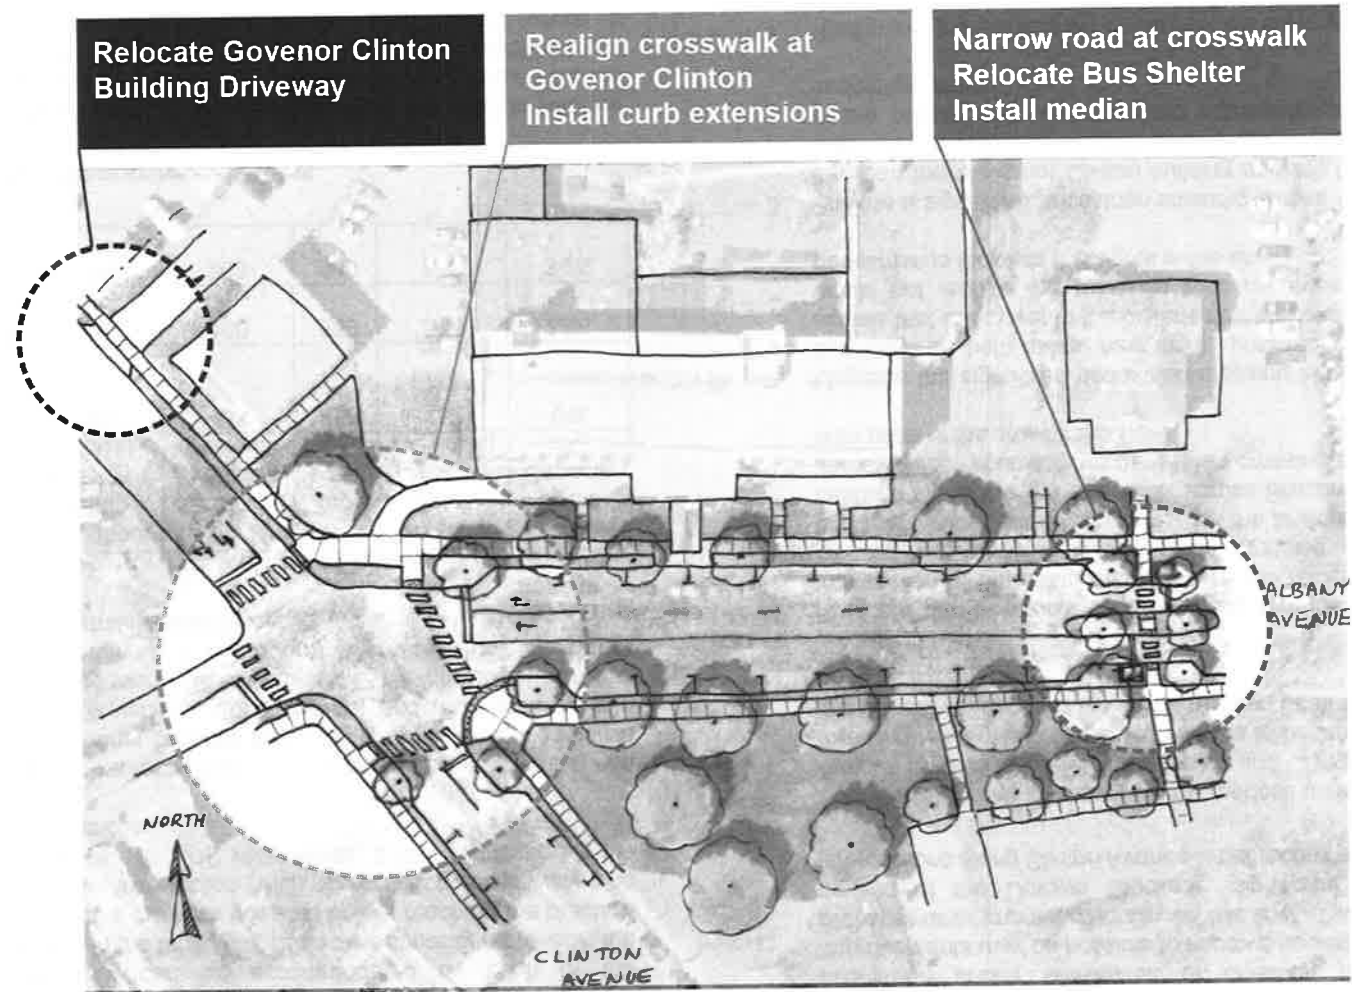 Relocate Govenor Clinton
Building Driveway
Realign crosswalk at
Govenor Clinton
Install curb extensions
Narrow road at crosswalk
Relocate Bus Shelter
Install median
ALBANY
AVENUE
NORTH
CLINTON
AVENUE